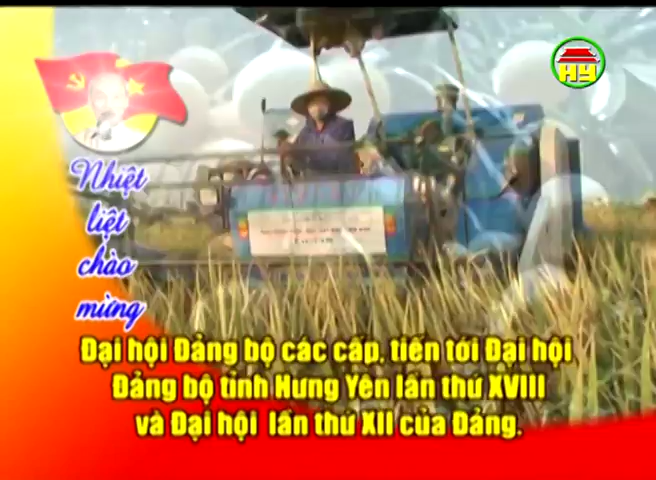 HY
Nhiệt
liệt
chào
mừng
Đại hội Đảng bộ các cấp, tiến tới Đại hội
Đảng bộ tỉnh Hưng Yên lần thứ XVIII
và Đại hội lần thứ XII của Đảng.